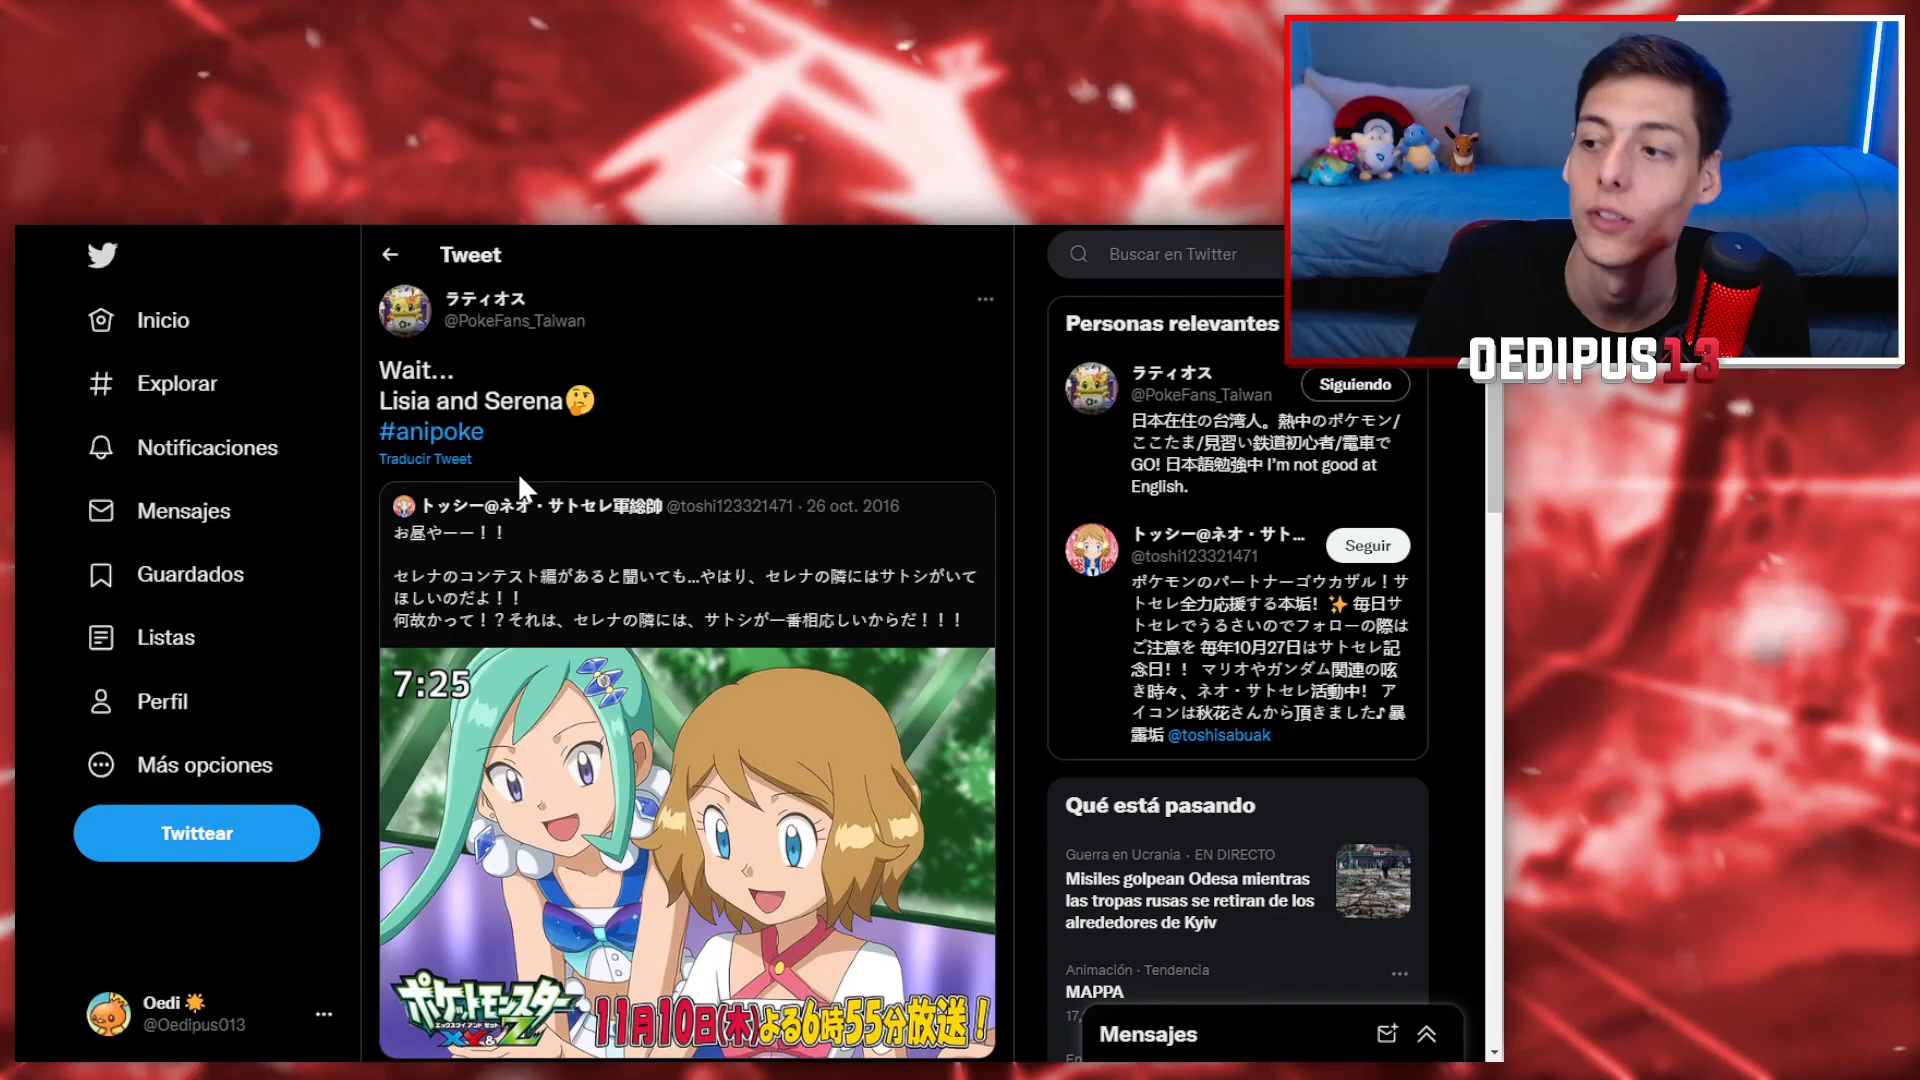 Inicio
Explorar
Notificaciones
Mensajes
Guardados
Listas
Perfil
Más opciones
Twittear
Oedi
@Oedipus013
Tweet
ラティオス
@PokeFans_Taiwan
Wait...
Lisia and Serena🤔
#anipoke
Traducir Tweet
トッシー@ネオ・サトセレ軍総帥 @toshi123321471 · 26 oct. 2016
お昼やーー！！
セレナのコンテスト編があると聞いても...やはり、セレナの隣にはサトシがいて
ほしいのだよ！！
何故かって！？それは、セレナの隣には、サトシが一番相応しいからだ！！！
7:25
ポケットモンスター
エックスワイ アンド ゼット
XY&Z
11月10日(木)よる6時55分放送！
Buscar en Twitter
Personas relevantes
ラティオス
@PokeFans_Taiwan
Siguiendo
日本在住の台湾人。熱中のポケモン/
ここたま/見習い鉄道初心者/電車で
GO! 日本語勉強中 I'm not good at
English.
トッシー@ネオ・サト...
@toshi123321471
Seguir
ポケモンのパートナーゴウカザル！サ
トセレ全力応援する本垢！✨ 毎日サ
トセレでうるさいのでフォローの際は
ご注意を 毎年10月27日はサトセレ記
念日！！ マリオやガンダム関連の呟
き時々、ネオ・サトセレ活動中！ ア
イコンは秋花さんから頂きました♪ 暴
露垢 @toshisabuak
Qué está pasando
Guerra en Ucrania · EN DIRECTO
Misiles golpean Odesa mientras
las tropas rusas se retiran de los
alrededores de Kyiv
Animación · Tendencia
MAPPA
17,
En
Mensajes
OEDIPUS13